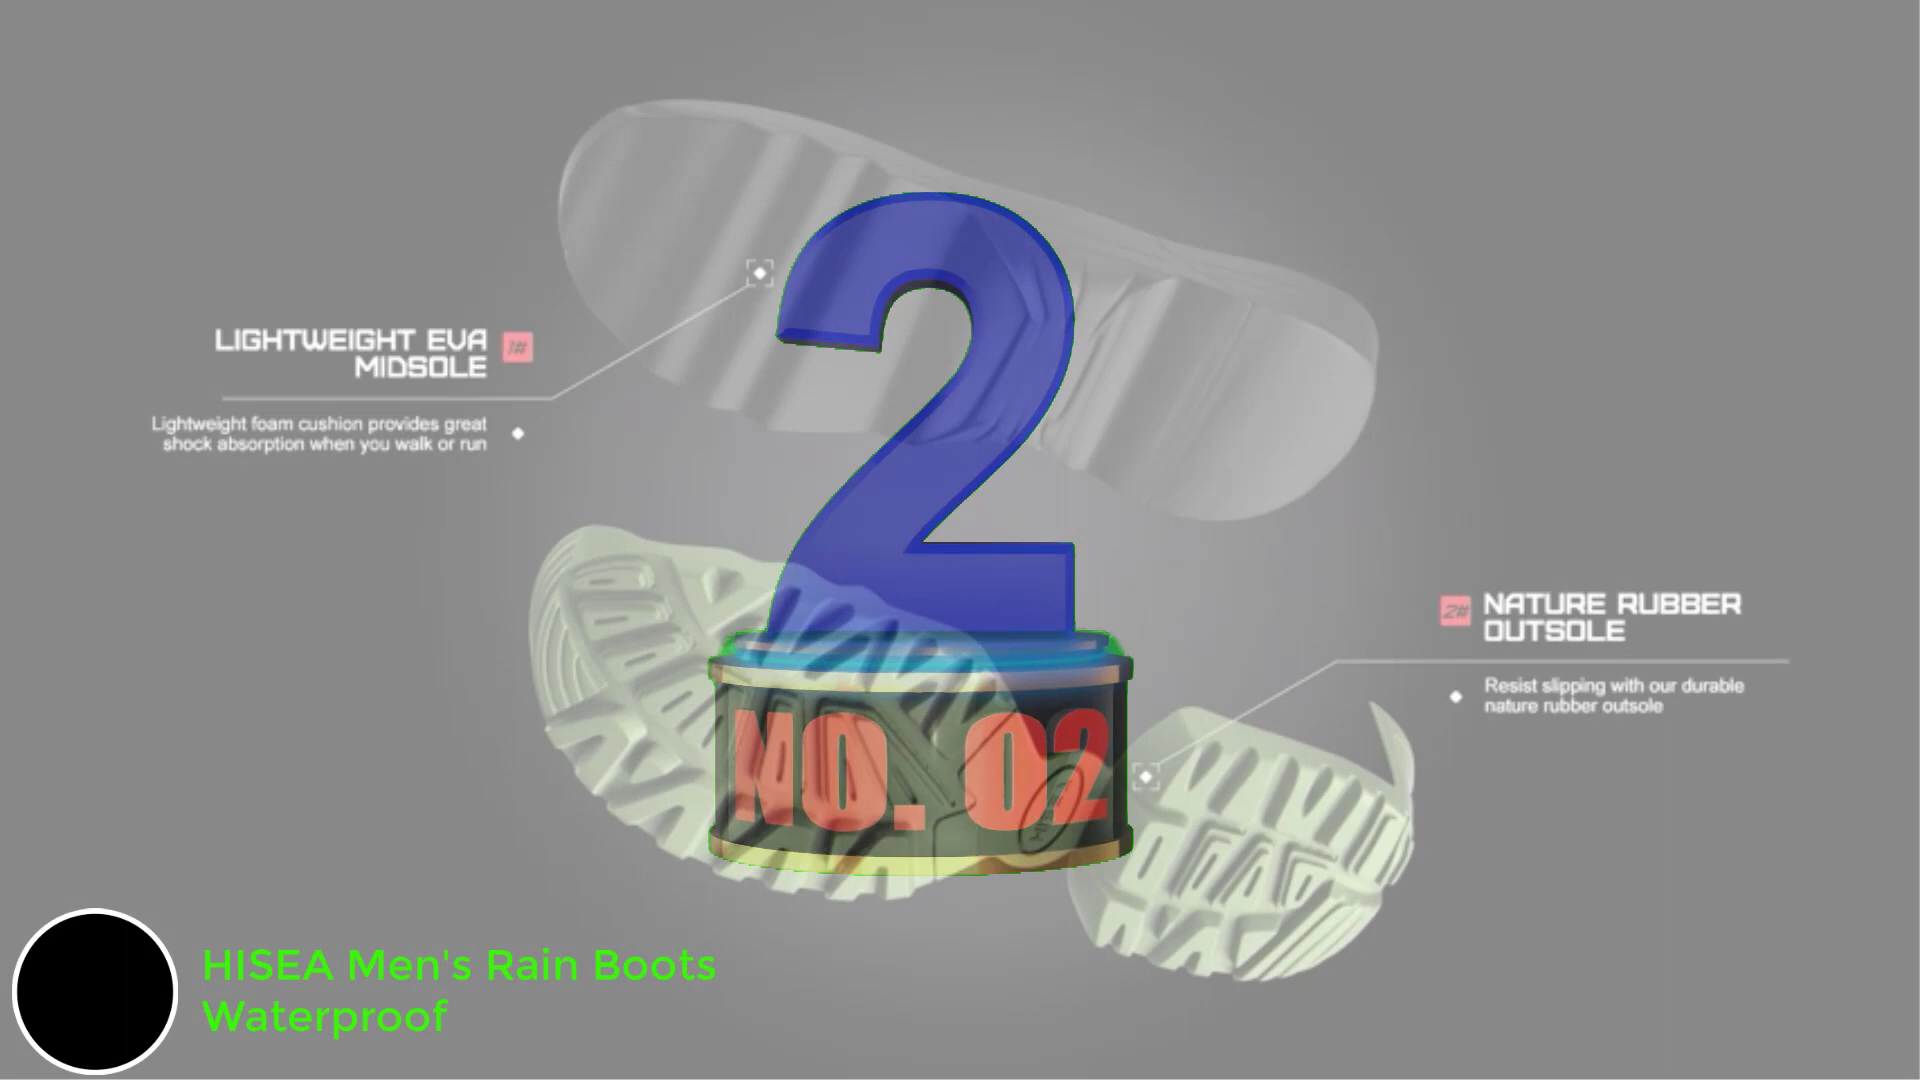 2
LIGHTWEIGHT EVA
MIDSOLE
1#
Lightweight foam cushion provides great
shock absorption when you walk or run
2#
NATURE RUBBER
OUTSOLE
Resist slipping with our durable
nature rubber outsole
NO. 02
HISEA
HISEA Men's Rain Boots
Waterproof